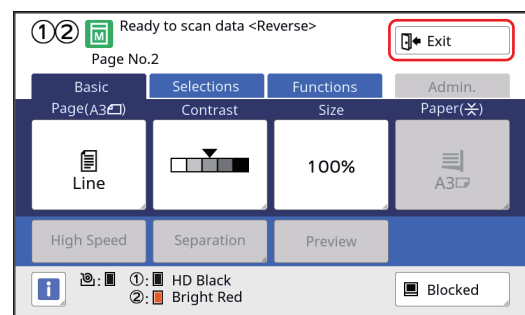 ①② Ready to scan data <Reverse>
Page No.2
Exit
Basic Selections Functions Admin.
Page(A3) Contrast Size Paper( )
Line 100% A3
High Speed Separation Preview
①: HD Black
②: Bright Red
Blocked